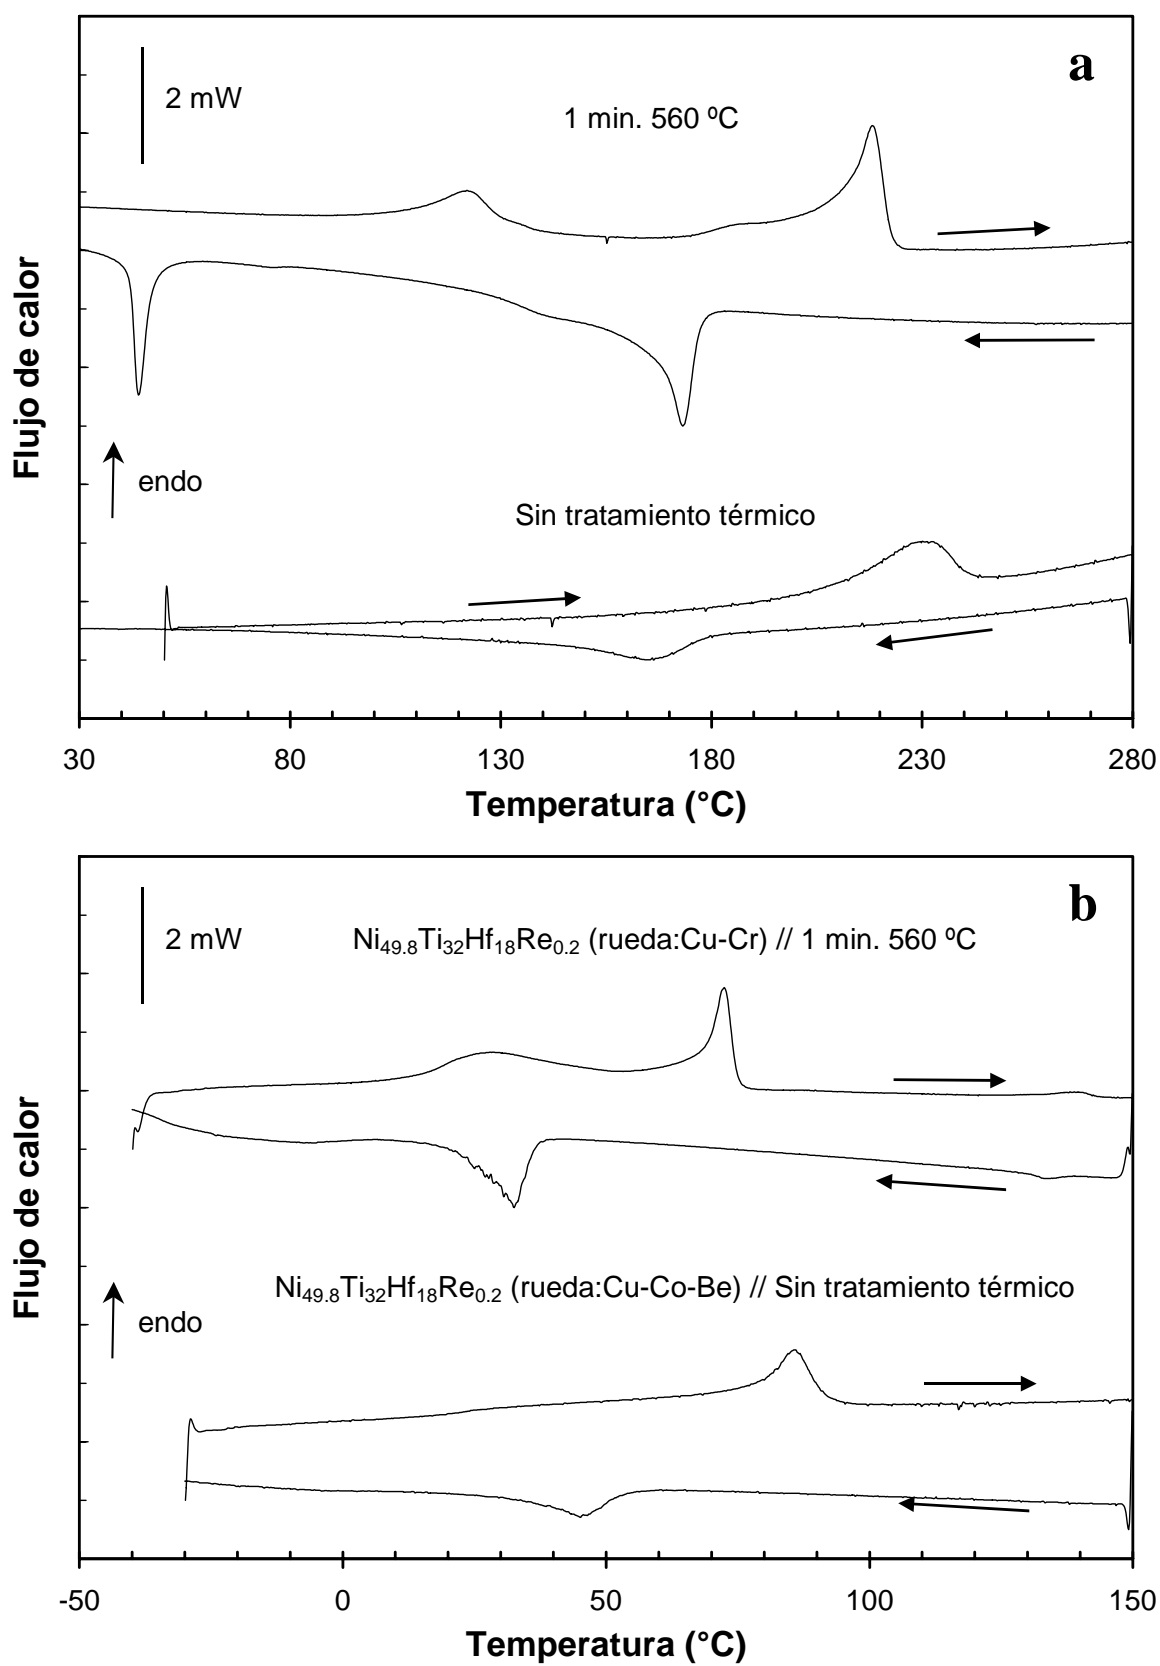 a
2 mW
1 min. 560 ºC
Flujo de calor
endo
Sin tratamiento térmico
30 80 130 180 230 280
Temperatura (°C)
b
2 mW
Ni49.8Ti32Hf18Re0.2 (rueda:Cu-Cr) // 1 min. 560 ºC
Flujo de calor
Ni49.8Ti32Hf18Re0.2 (rueda:Cu-Co-Be) // Sin tratamiento térmico
endo
-50 0 50 100 150
Temperatura (°C)